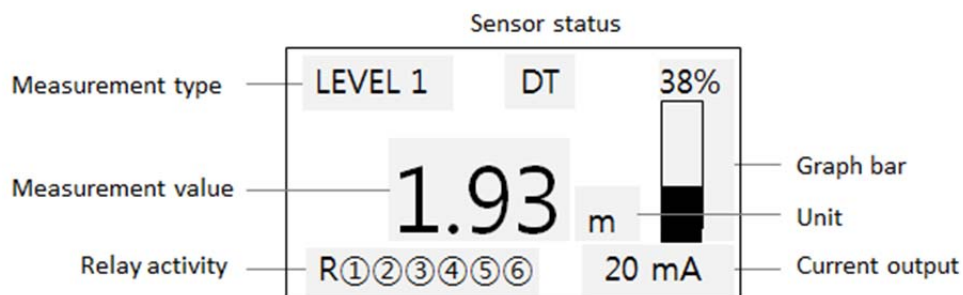 Sensor status
Measurement type LEVEL 1 DT 38%
Graph bar
Measurement value 1.93 m Unit
Relay activity R①②③④⑤⑥ 20 mA Current output